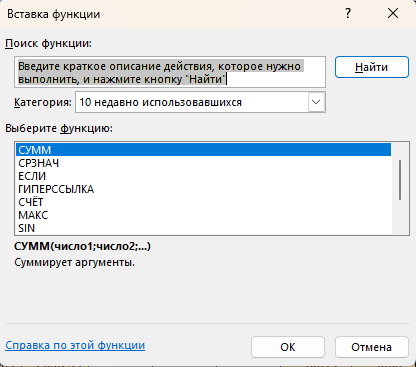 Вставка функции
? ×
Поиск функции:
Введите краткое описание действия, которое нужно
выполнить, и нажмите кнопку "Найти"
Найти
Категория: 10 недавно использовавшихся
Выберите функцию:
СУММ
СРЗНАЧ
ЕСЛИ
ГИПЕРССЫЛКА
СЧЁТ
МАКС
SIN
СУММ(число1;число2;...)
Суммирует аргументы.
Справка по этой функции
ОК
Отмена